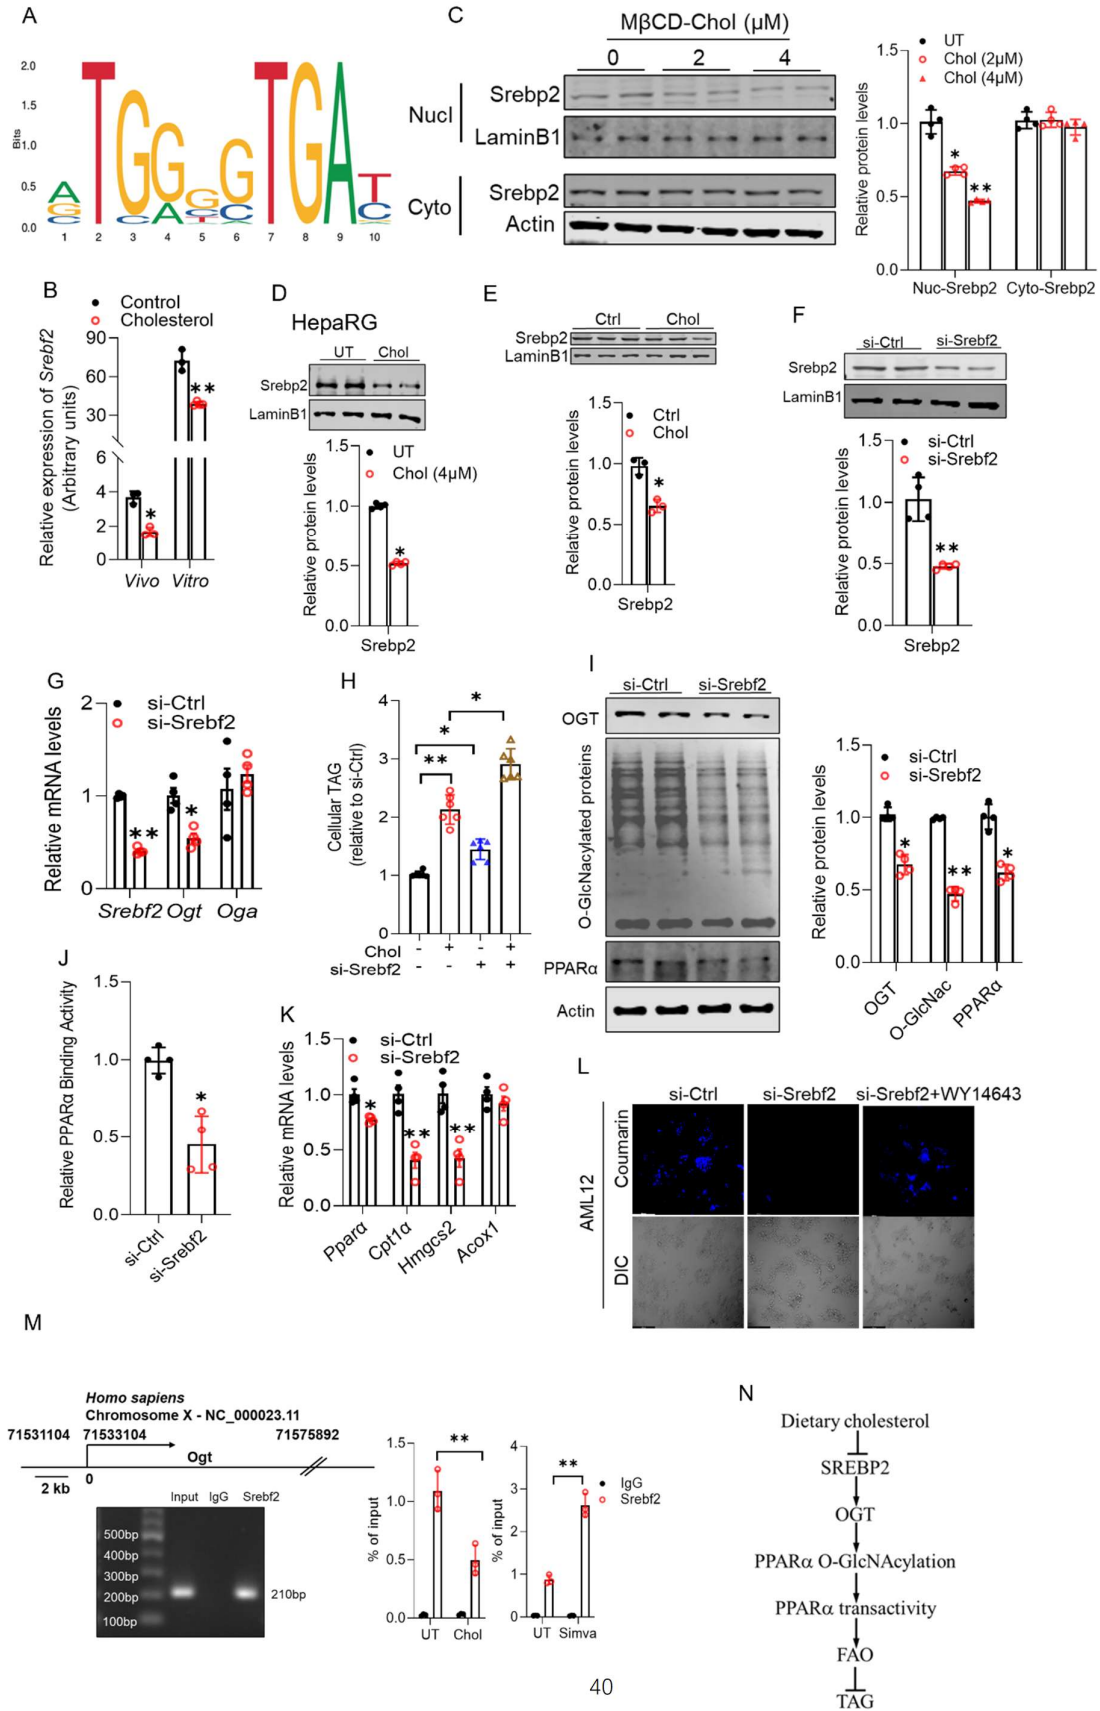 A
Bits
2.0
1.5
1.0
0.5
0.0
A
G
C
T
G
C
G
A
G
C
T
G
C
T
G
A
T
C
1 2 3 4 5 6 7 8 9 10
B
Control
Cholesterol
Relative expression of Srebf2
(Arbitrary units)
90
60
30
6
4
2
0
*
**
Vivo Vitro
C
MβCD-Chol (μM)
0 2 4
Nucl
Srebp2
LaminB1
Cyto
Srebp2
Actin
UT
Chol (2μM)
Chol (4μM)
Relative protein levels
1.5
1.0
0.5
0.0
*
**
Nuc-Srebp2 Cyto-Srebp2
D
HepaRG
UT Chol
Srebp2
LaminB1
UT
Chol (4μM)
Relative protein levels
1.5
1.0
0.5
0.0
*
Srebp2
E
Ctrl Chol
Srebp2
LaminB1
Ctrl
Chol
Relative protein levels
1.5
1.0
0.5
0.0
*
Srebp2
F
si-Ctrl si-Srebf2
Srebp2
LaminB1
si-Ctrl
si-Srebf2
Relative protein levels
1.5
1.0
0.5
0.0
**
Srebp2
G
si-Ctrl
si-Srebf2
Relative mRNA levels
2
1
0
**
*
Srebf2 Ogt Oga
H
Cellular TAG
(relative to si-Ctrl)
4
3
2
1
0
*
*
**
Chol - + - +
si-Srebf2 - - + +
I
si-Ctrl si-Srebf2
OGT
O-GlcNacylated proteins
PPARα
Actin
si-Ctrl
si-Srebf2
Relative protein levels
1.5
1.0
0.5
0.0
*
**
*
OGT
O-GlcNac
PPARα
J
Relative PPARα Binding Activity
1.5
1.0
0.5
0.0
*
si-Ctrl
si-Srebf2
K
si-Ctrl
si-Srebf2
Relative mRNA levels
1.5
1.0
0.5
0.0
*
**
**
Pparα
Cpt1α
Hmgcs2
Acox1
L
si-Ctrl si-Srebf2 si-Srebf2+WY14643
AML12
Coumarin
DIC
M
Homo sapiens
Chromosome X - NC_000023.11
71531104 71533104 71575892
Ogt
2 kb 0
Input IgG Srebf2
500bp
400bp
300bp
200bp
100bp
210bp
% of input
1.5
1.0
0.5
0.0
**
UT Chol
% of input
4
3
2
1
0
**
UT Simva
IgG
Srebf2
N
Dietary cholesterol
SREBP2
OGT
PPARα O-GlcNAcylation
PPARα transactivity
FAO
TAG
40